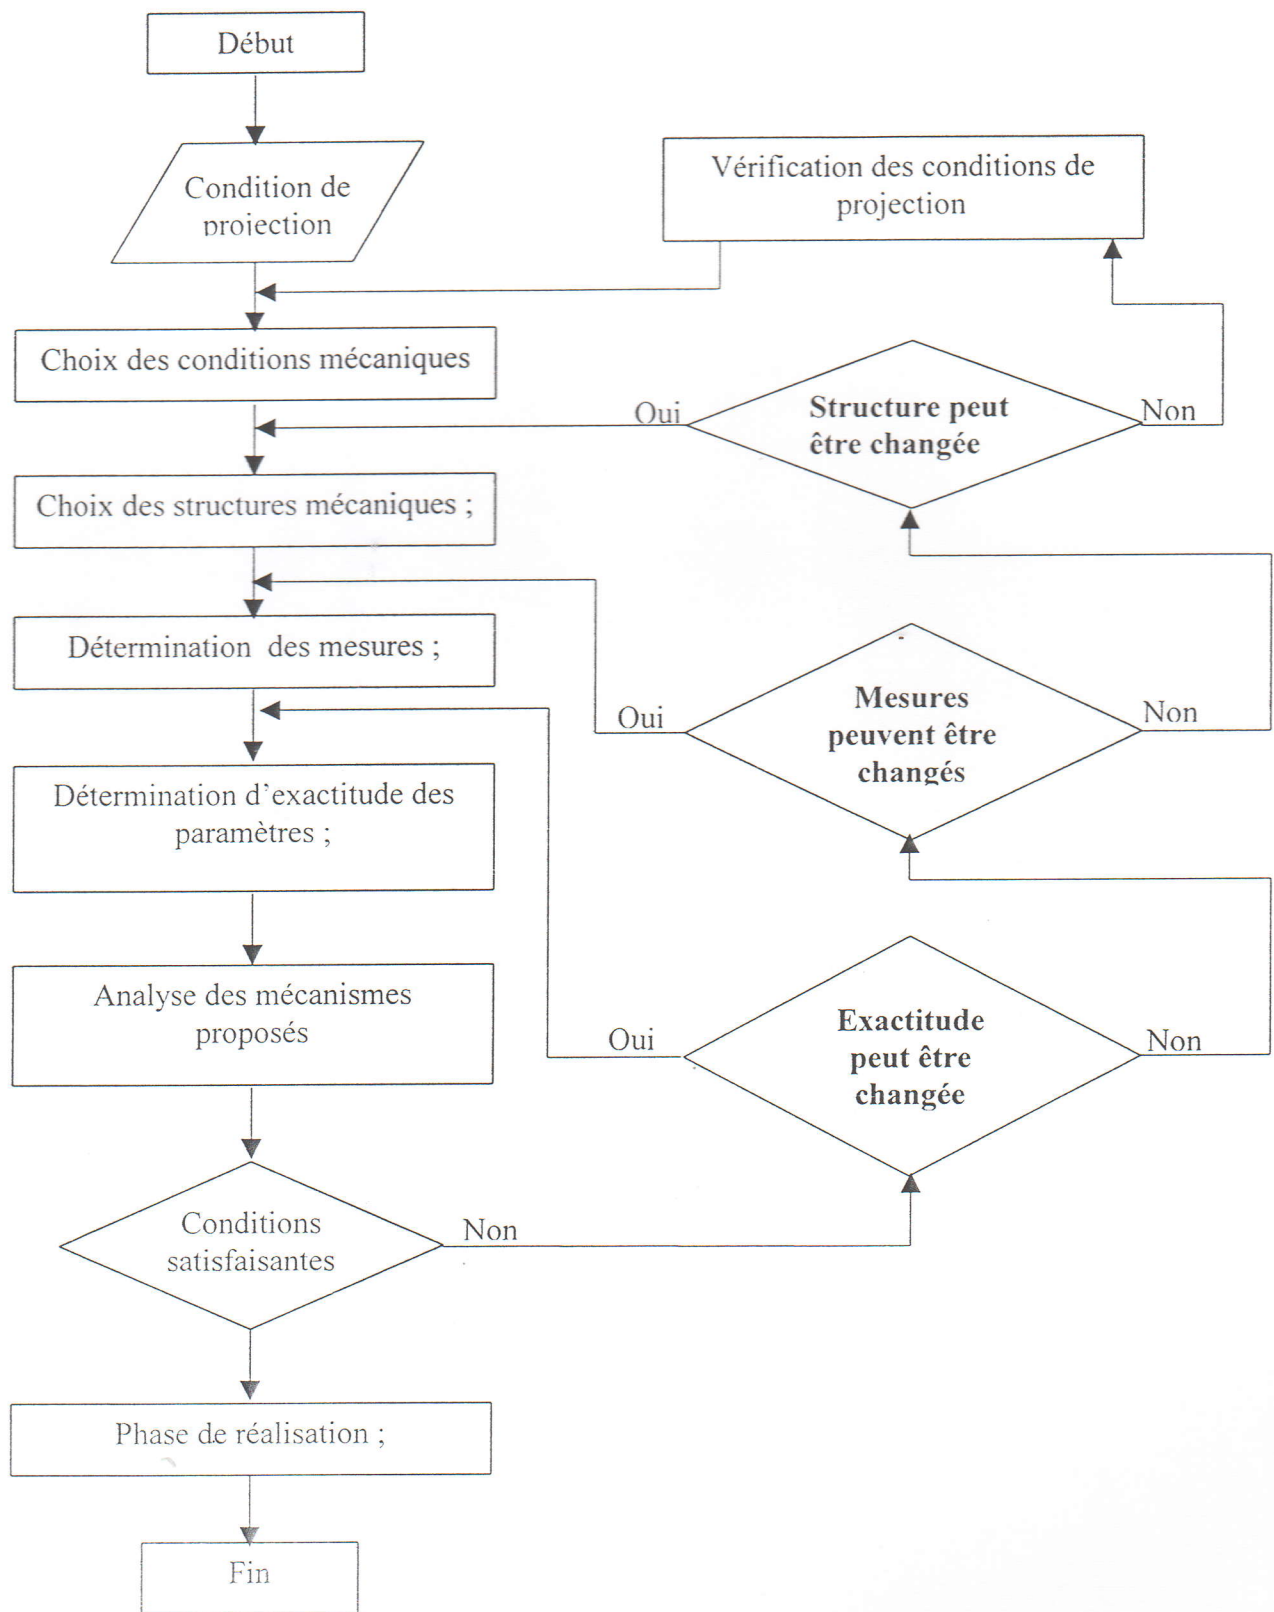 Début
Condition de
projection
Vérification des conditions de
projection
Choix des conditions mécaniques
Oui
Structure peut
être changée
Non
Choix des structures mécaniques ;
Détermination des mesures ;
Oui
Mesures
peuvent être
changés
Non
Détermination d'exactitude des
paramètres ;
Analyse des mécanismes
proposés
Oui
Exactitude
peut être
changée
Non
Conditions
satisfaisantes
Non
Phase de réalisation ;
Fin